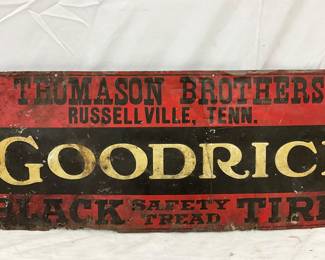 THOMASON BROTHERS
RUSSELLVILLE, TENN.
GOODRIC
BLACK SAFETY TREAD TIRE